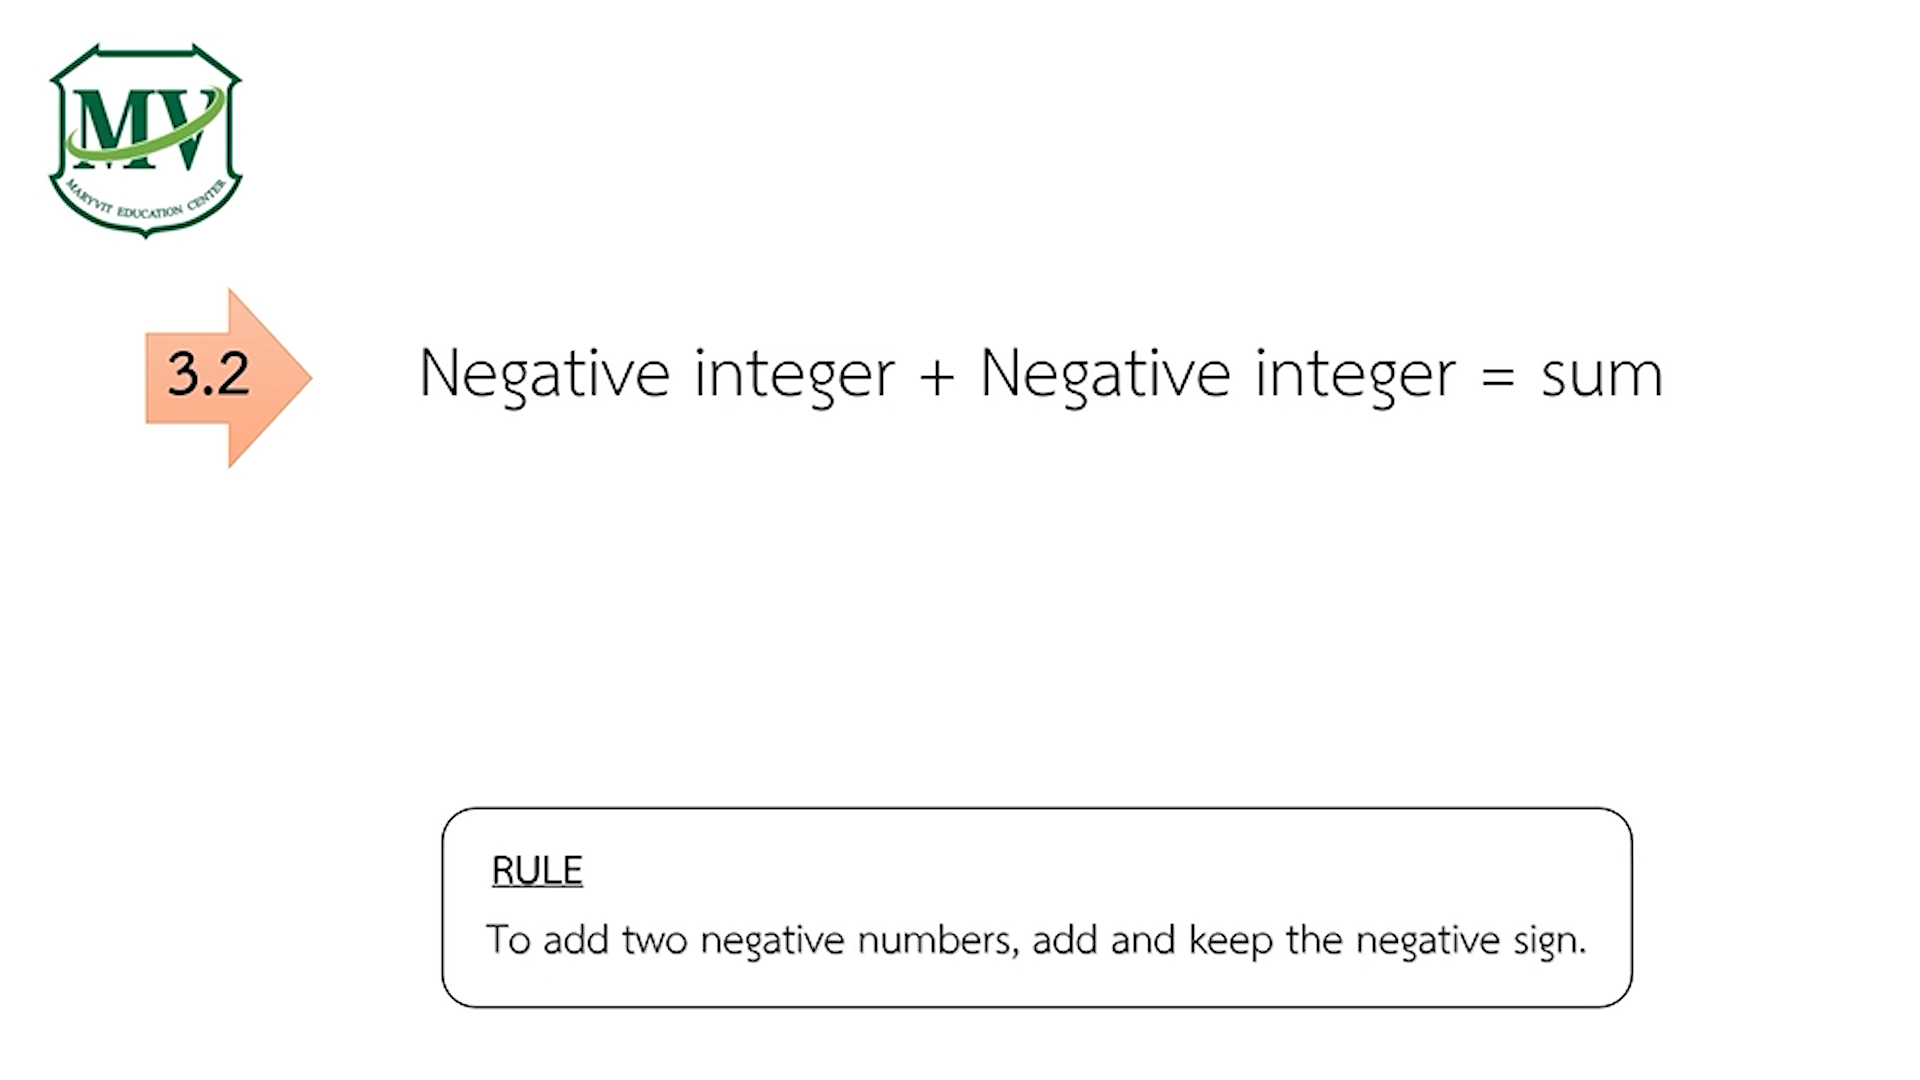 MV
MARYVIT EDUCATION CENTER
3.2
Negative integer + Negative integer = sum
RULE
To add two negative numbers, add and keep the negative sign.